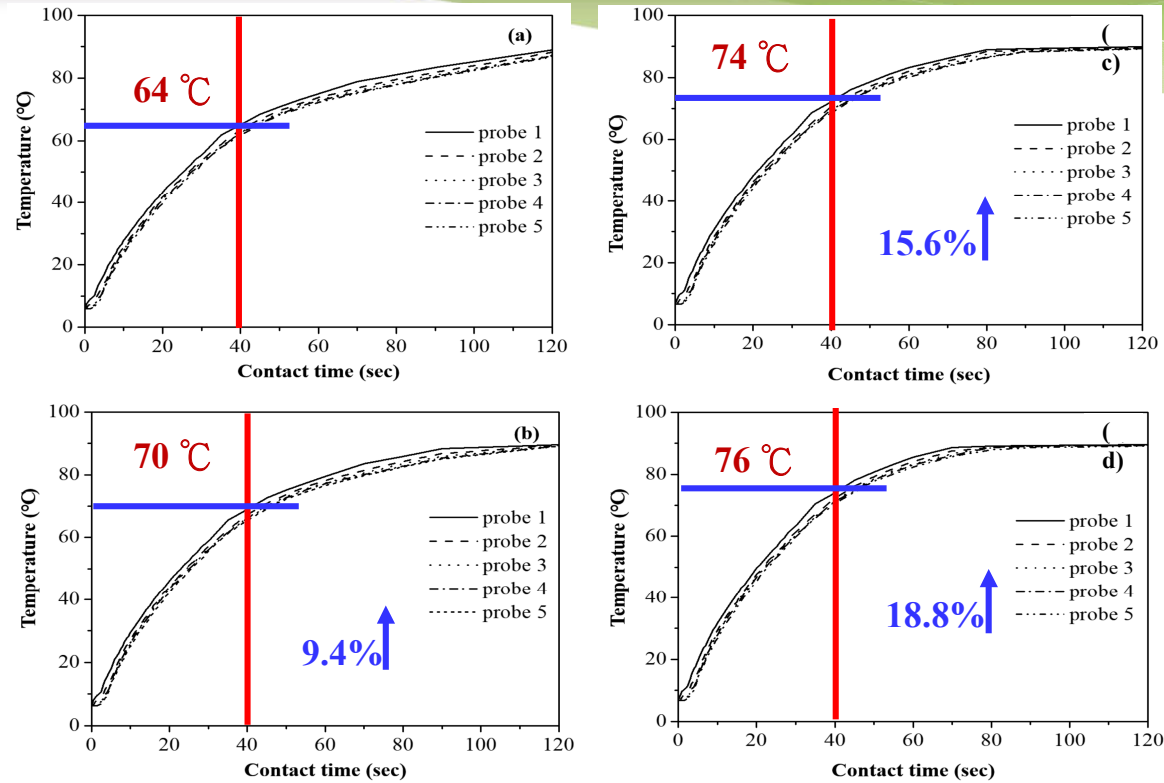 100
80
60
40
20
0
0 20 40 60 80 100 120
Temperature (℃)
Contact time (sec)
(a)
64 ℃
probe 1
probe 2
probe 3
probe 4
probe 5
100
80
60
40
20
0
0 20 40 60 80 100 120
Temperature (℃)
Contact time (sec)
(
c)
74 ℃
probe 1
probe 2
probe 3
probe 4
probe 5
15.6%
100
80
60
40
20
0
0 20 40 60 80 100 120
Temperature (℃)
Contact time (sec)
(b)
70 ℃
probe 1
probe 2
probe 3
probe 4
probe 5
9.4%
100
80
60
40
20
0
0 20 40 60 80 100 120
Temperature (℃)
Contact time (sec)
(
d)
76 ℃
probe 1
probe 2
probe 3
probe 4
probe 5
18.8%